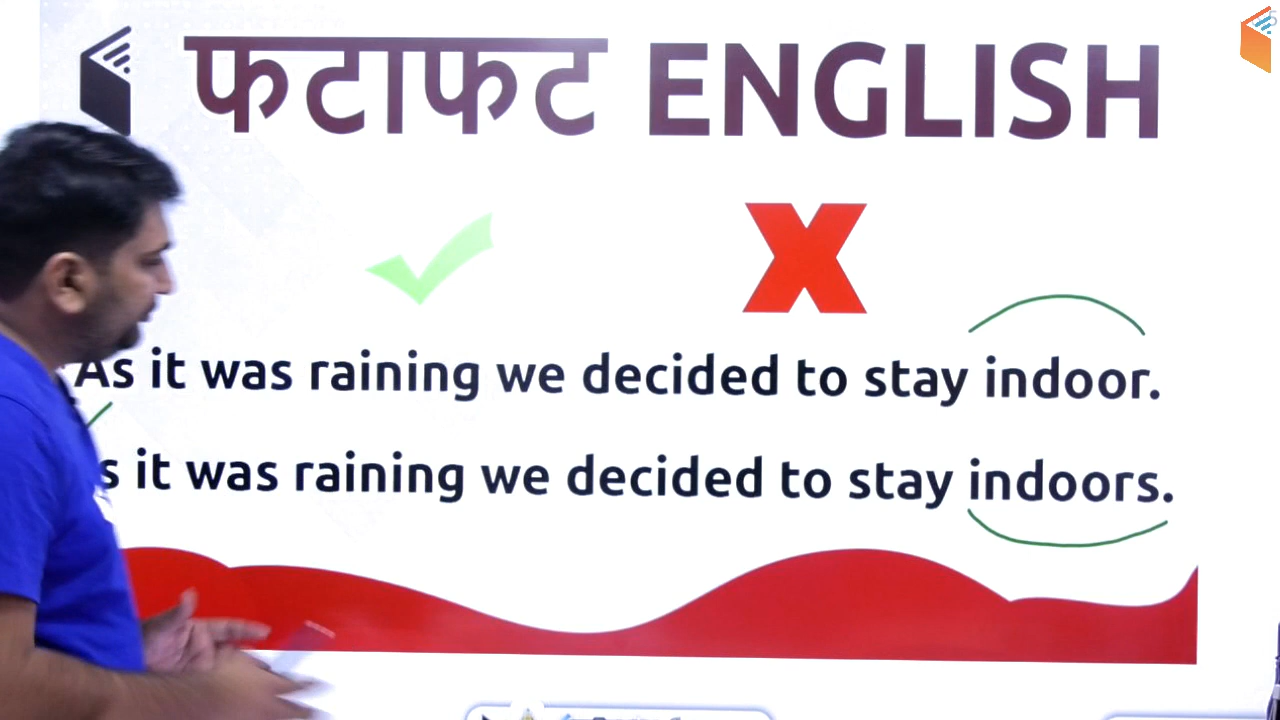 फटाफट ENGLISH
As it was raining we decided to stay indoor.
it was raining we decided to stay indoors.